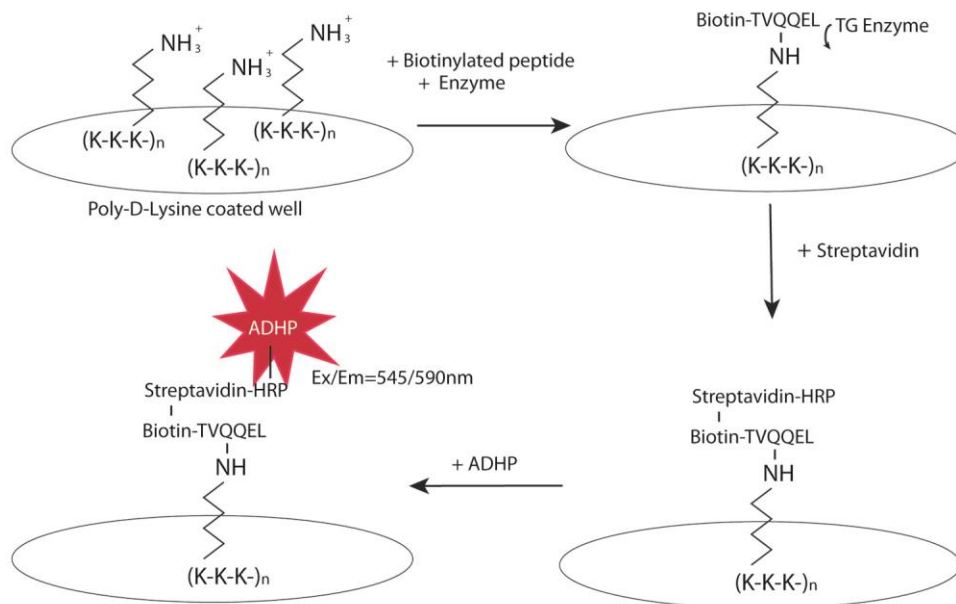 NH3+
NH3+
NH3+
(K-K-K-)n
(K-K-K-)n
(K-K-K-)n
Poly-D-Lysine coated well
+ Biotinylated peptide
+ Enzyme
Biotin-TVQQEL
TG Enzyme
NH
(K-K-K-)n
+ Streptavidin
Streptavidin-HRP
Biotin-TVQQEL
NH
(K-K-K-)n
+ ADHP
ADHP
Ex/Em=545/590nm
Streptavidin-HRP
Biotin-TVQQEL
NH
(K-K-K-)n